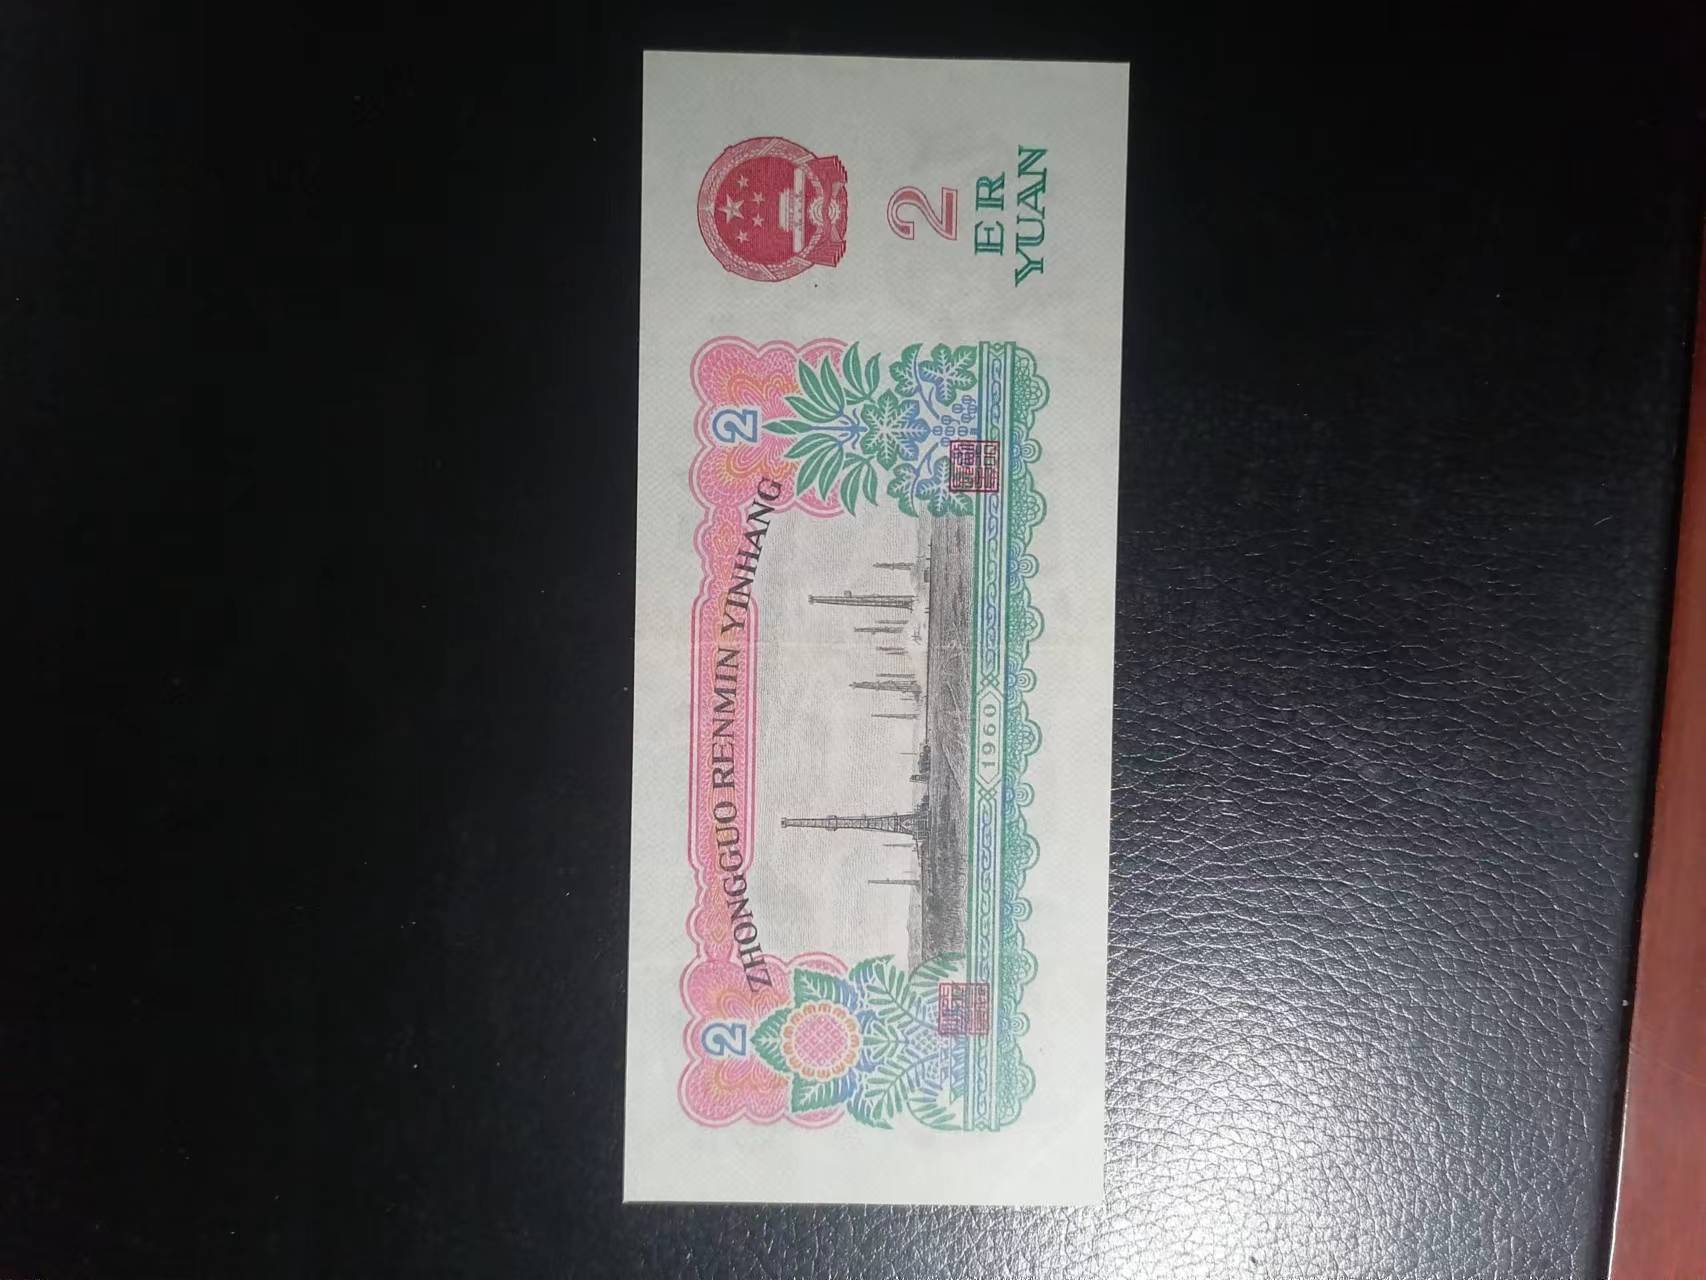 ZHONGGUO RENMIN YINHANG
2
2
1960
2
ER
YUAN